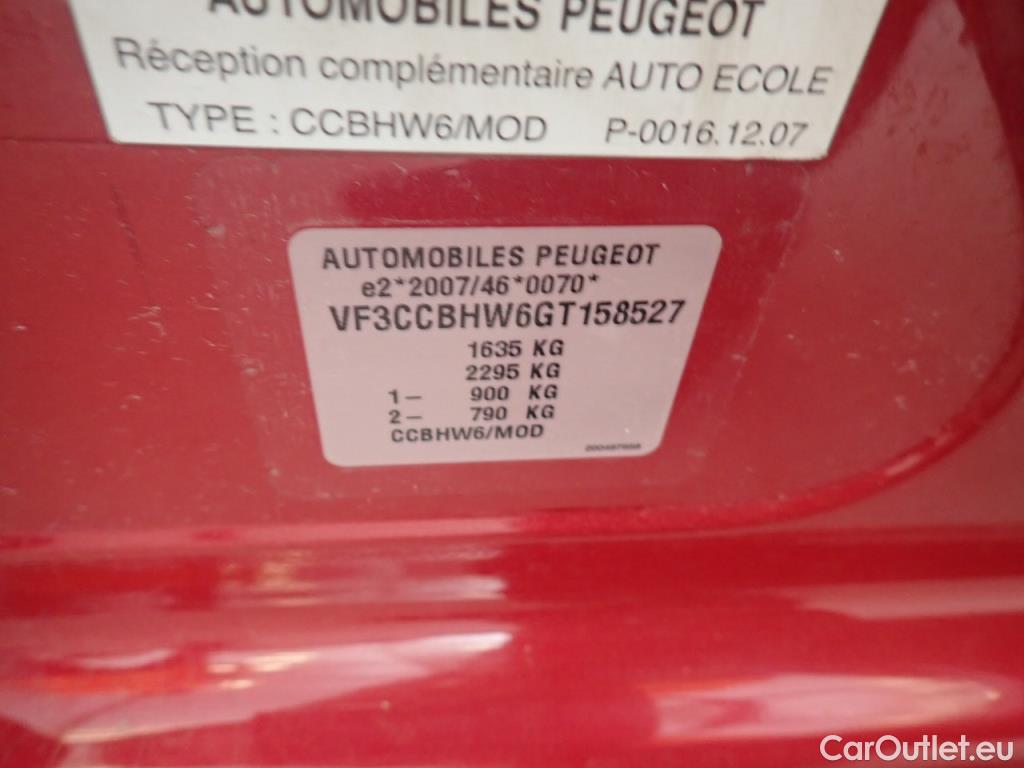 AUTOMOBILES PEUGEOT
Réception complémentaire AUTO ECOLE
TYPE : CCBHW6/MOD P-0016.12.07
AUTOMOBILES PEUGEOT
e2*2007/46*0070*
VF3CCBHW6GT158527
1635 KG
2295 KG
1– 900 KG
2– 790 KG
CCBHW6/MOD
CarOutlet.eu